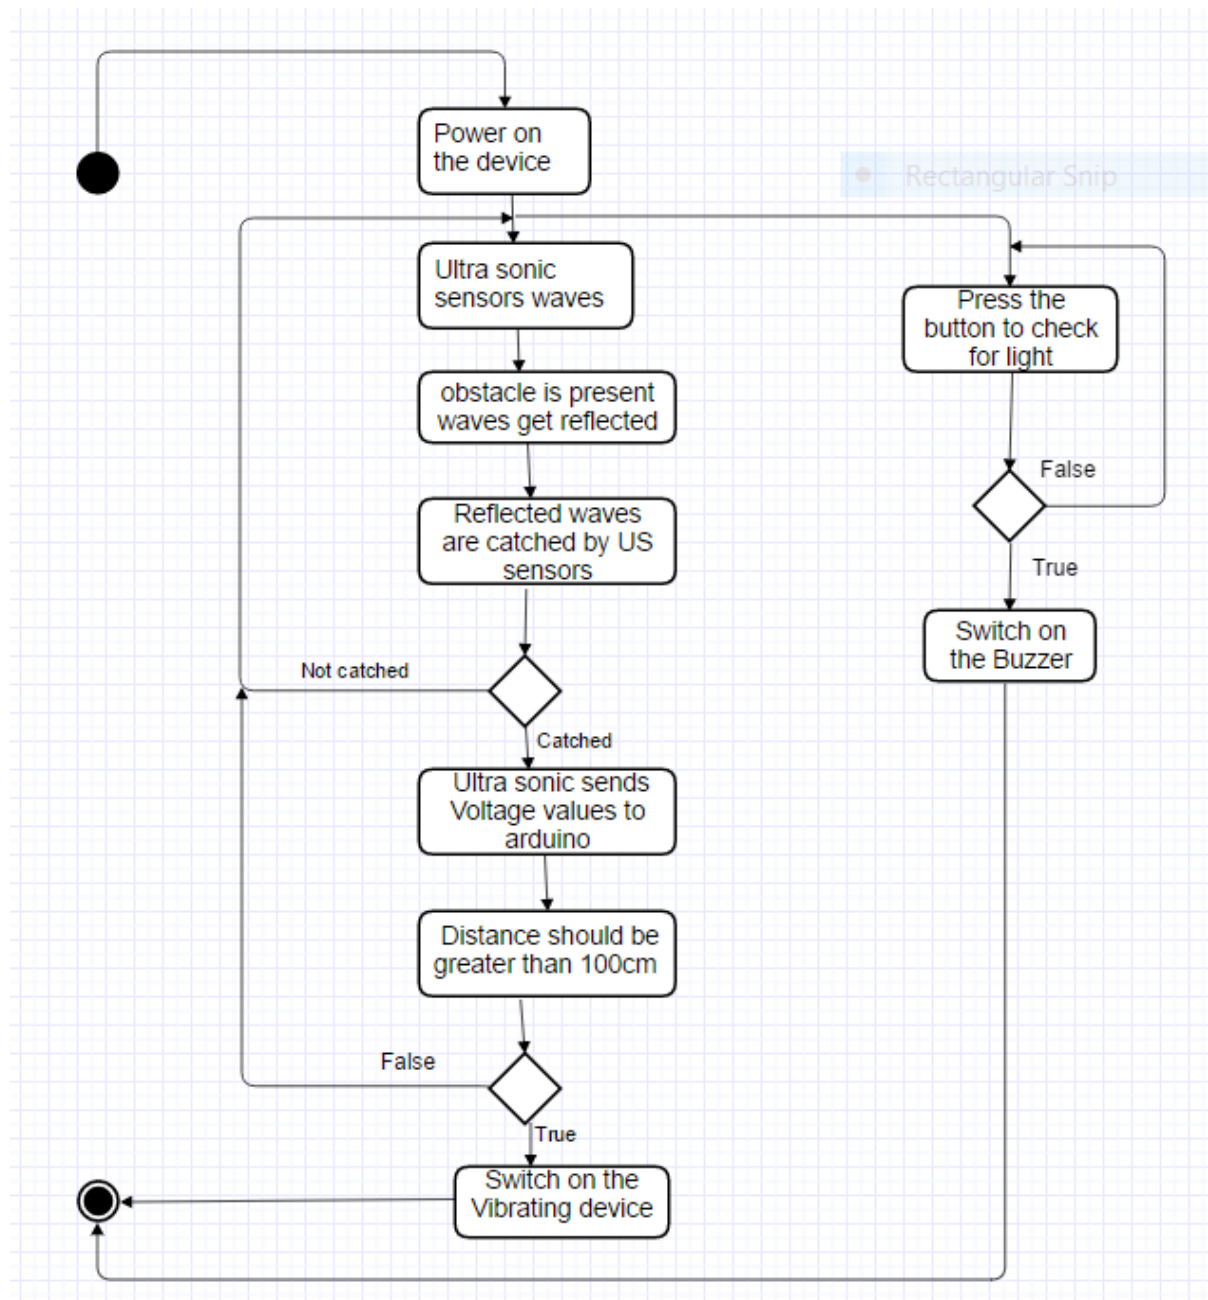 Power on
the device
Rectangular Snip
Ultra sonic
sensors waves
Press the
button to check
for light
obstacle is present
waves get reflected
False
Reflected waves
are catched by US
sensors
True
Switch on
the Buzzer
Not catched
Catched
Ultra sonic sends
Voltage values to
arduino
Distance should be
greater than 100cm
False
True
Switch on the
Vibrating device